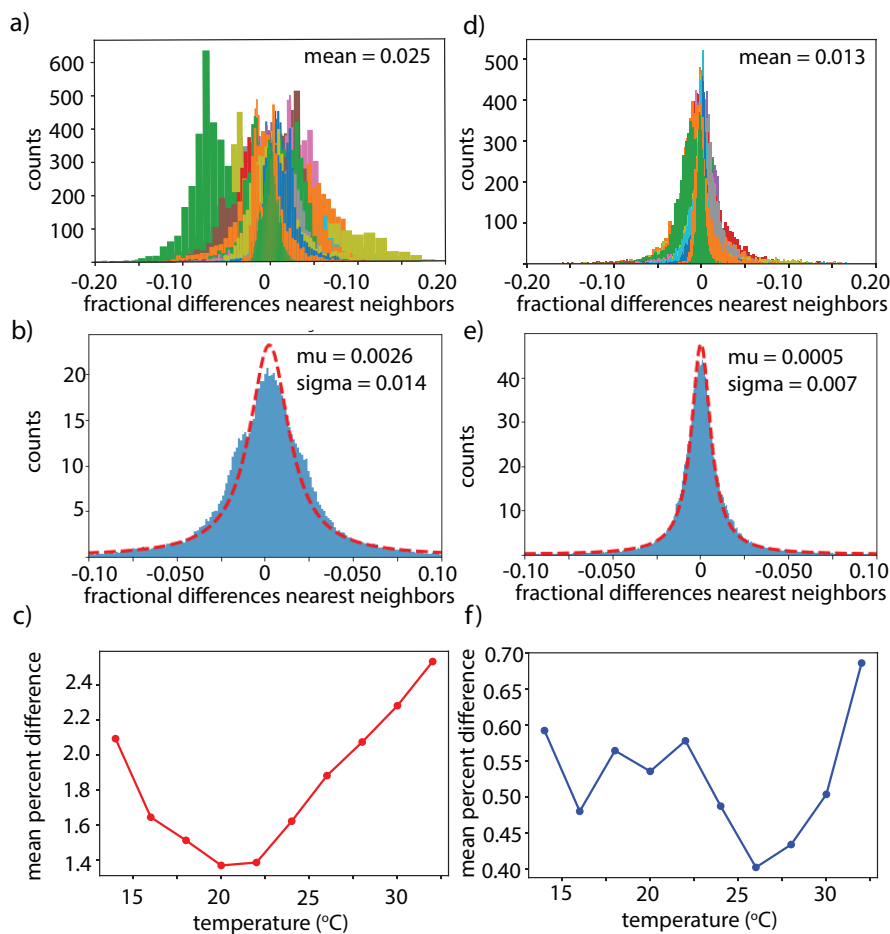 a)
mean = 0.025
counts
600
500
400
300
200
100
-0.20
-0.10
0
-0.10
0.20
fractional differences nearest neighbors
b)
mu = 0.0026
sigma = 0.014
counts
20
15
10
5
-0.10
-0.050
0
-0.050
0.10
fractional differences nearest neighbors
c)
mean percent difference
2.4
2.2
2.0
1.8
1.6
1.4
15
20
25
30
temperature (°C)
d)
mean = 0.013
counts
500
400
300
200
100
-0.20
-0.10
0
-0.10
0.20
fractional differences nearest neighbors
e)
mu = 0.0005
sigma = 0.007
counts
40
30
20
10
-0.10
-0.050
0
-0.050
0.10
fractional differences nearest neighbors
f)
mean percent difference
0.70
0.65
0.60
0.55
0.50
0.45
0.40
15
20
25
30
temperature (°C)